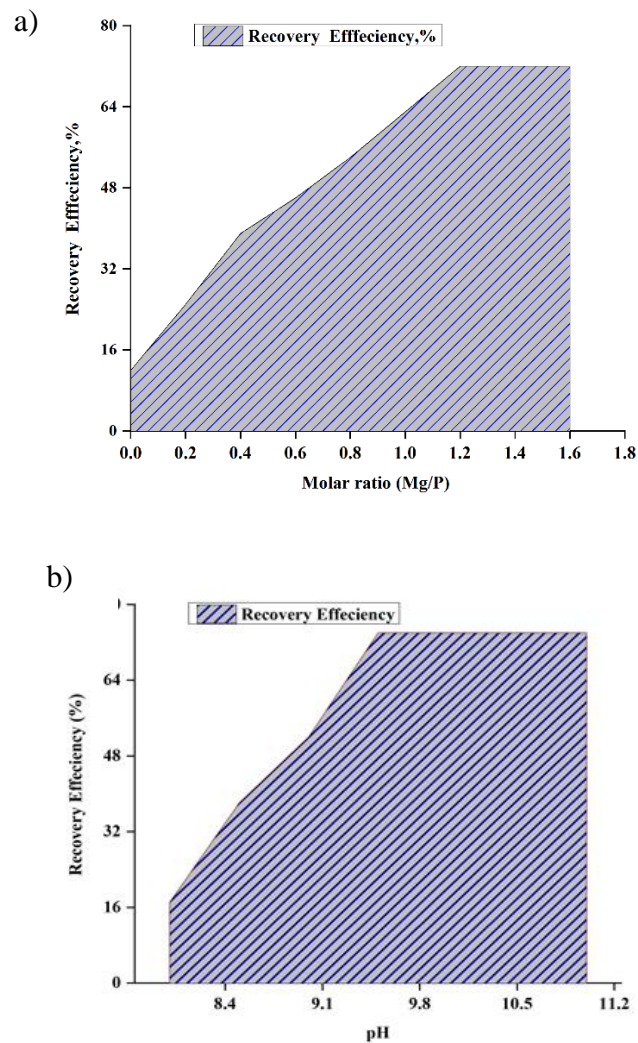 a)
Recovery Efffeciency,%
80
64
48
32
16
0
Recovery Efffeciency,%
0.0 0.2 0.4 0.6 0.8 1.0 1.2 1.4 1.6 1.8
Molar ratio (Mg/P)
b)
Recovery Effeciency
64
48
32
16
0
Recovery Effeciency (%)
8.4 9.1 9.8 10.5 11.2
pH